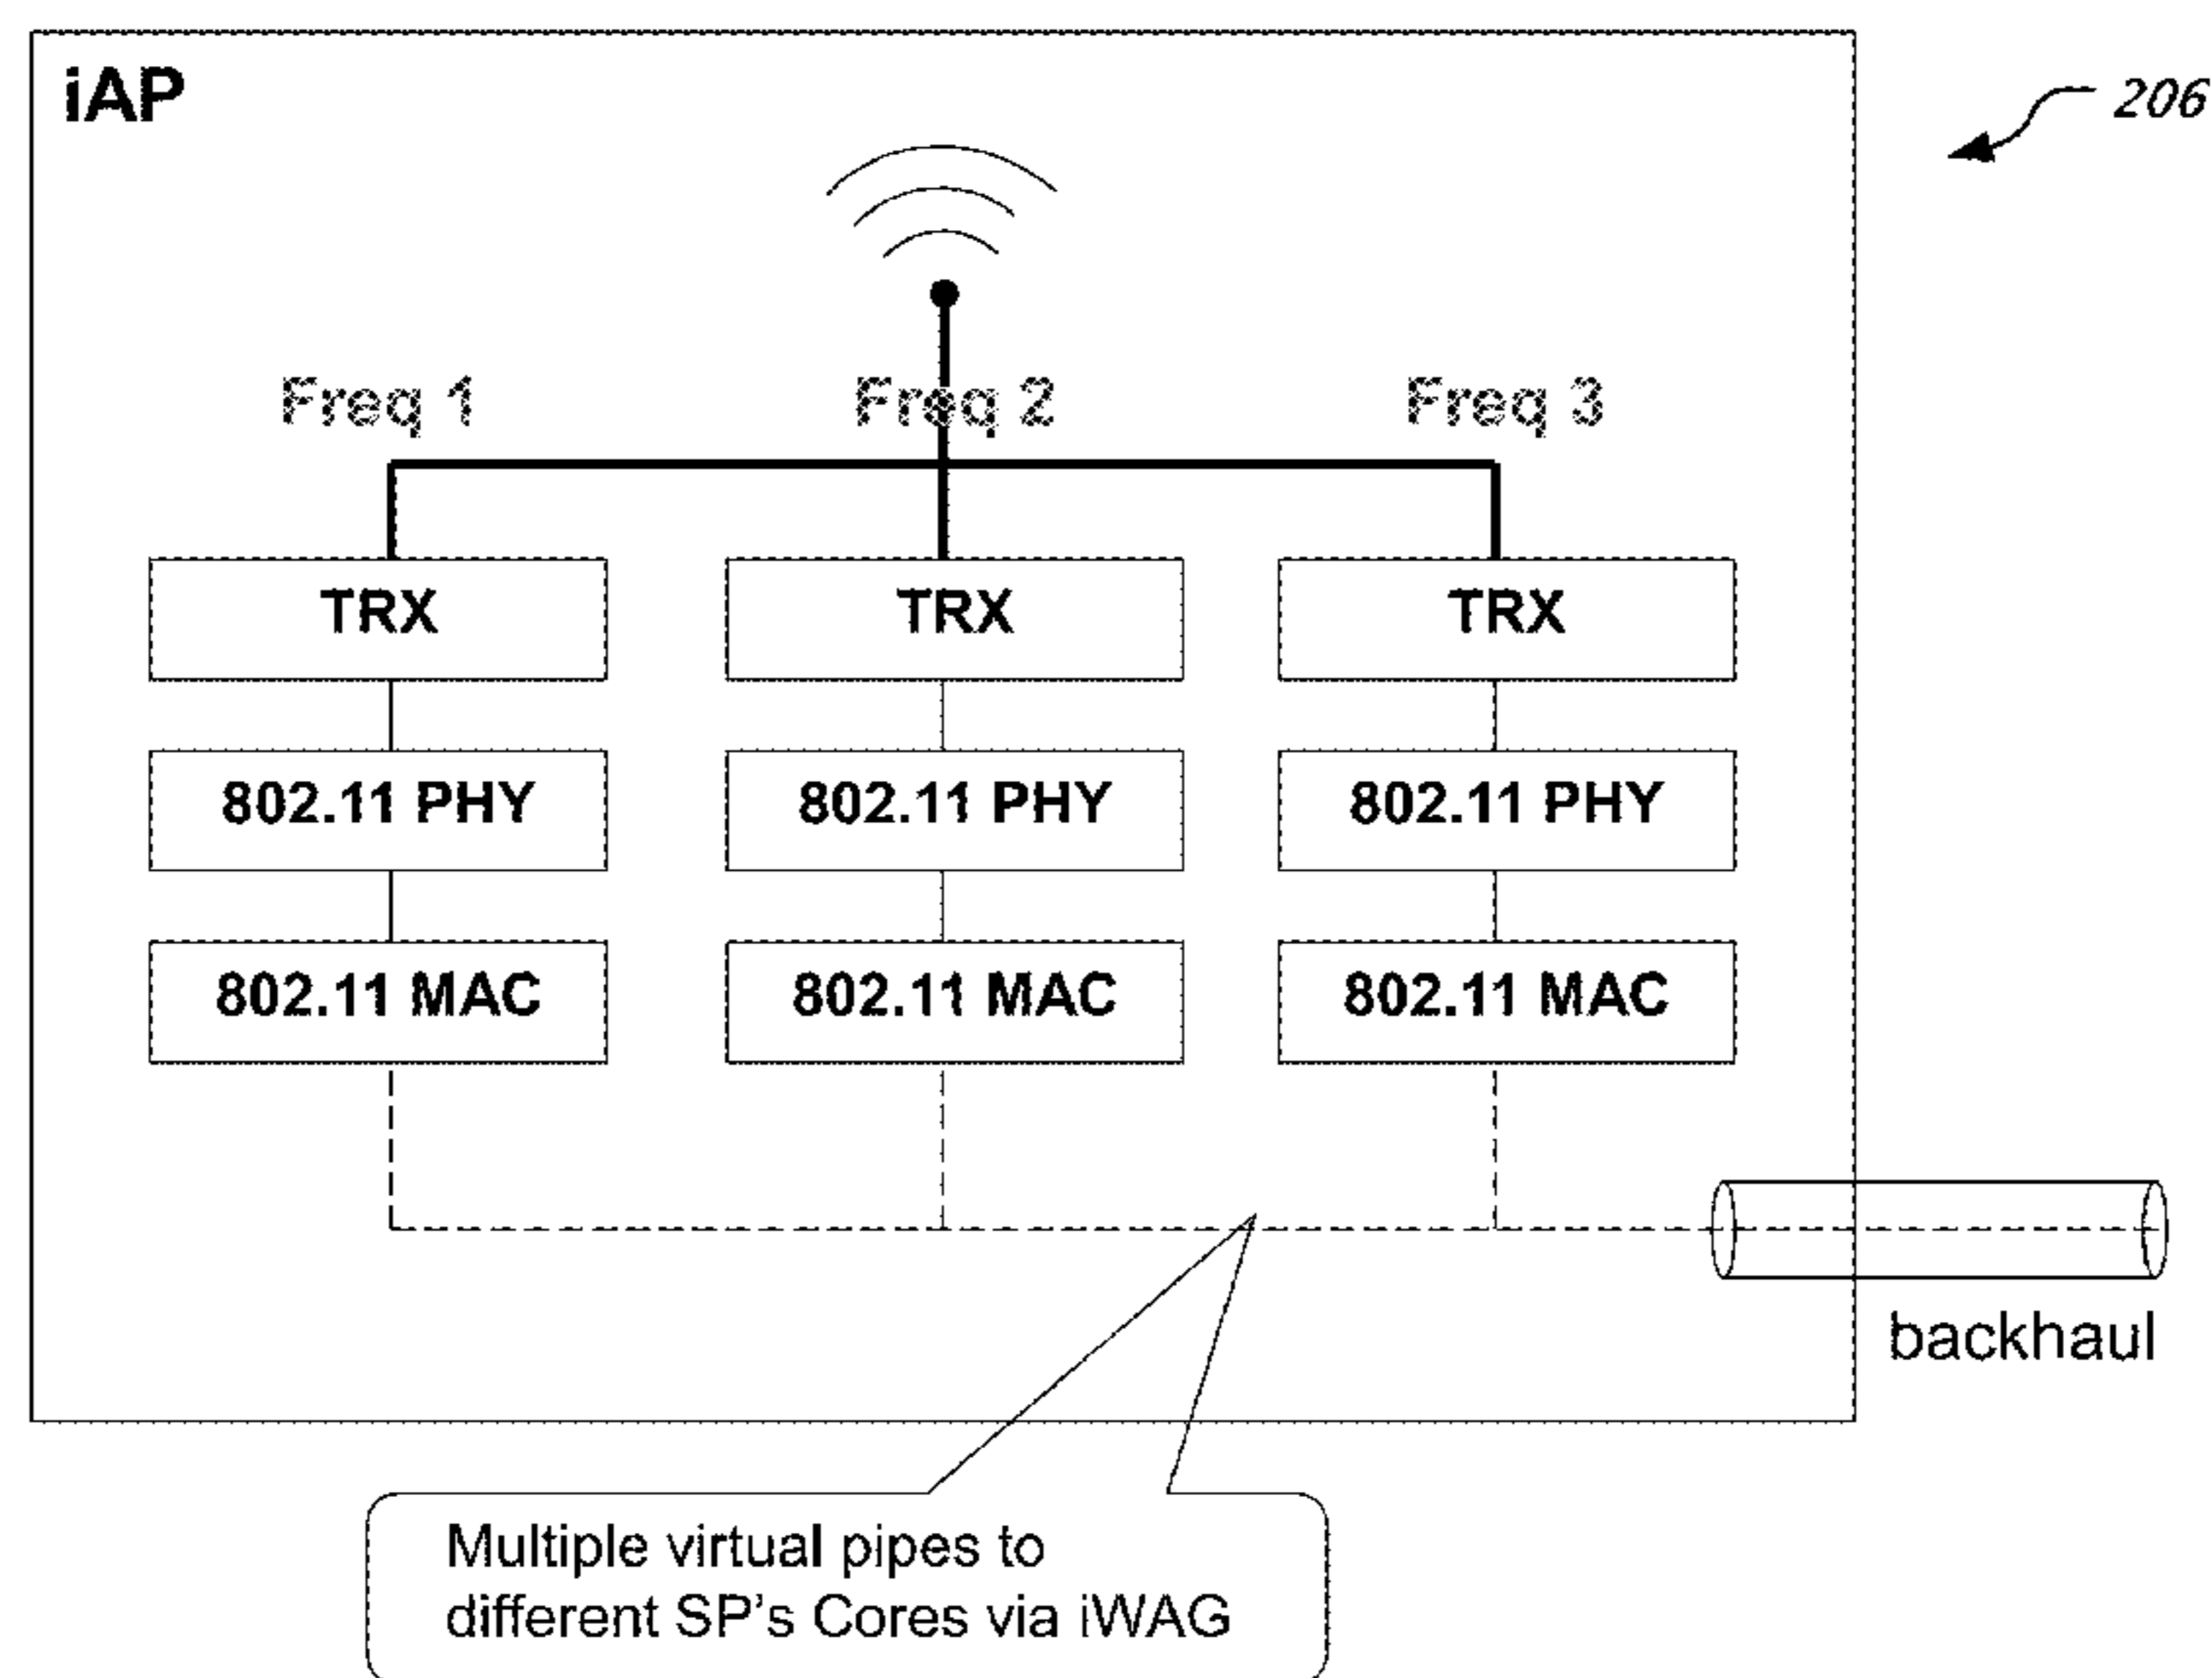 iAP
206
Freq 1 Freq 2 Freq 3
TRX TRX TRX
802.11 PHY 802.11 PHY 802.11 PHY
802.11 MAC 802.11 MAC 802.11 MAC
backhaul
Multiple virtual pipes to
different SP's Cores via iWAG